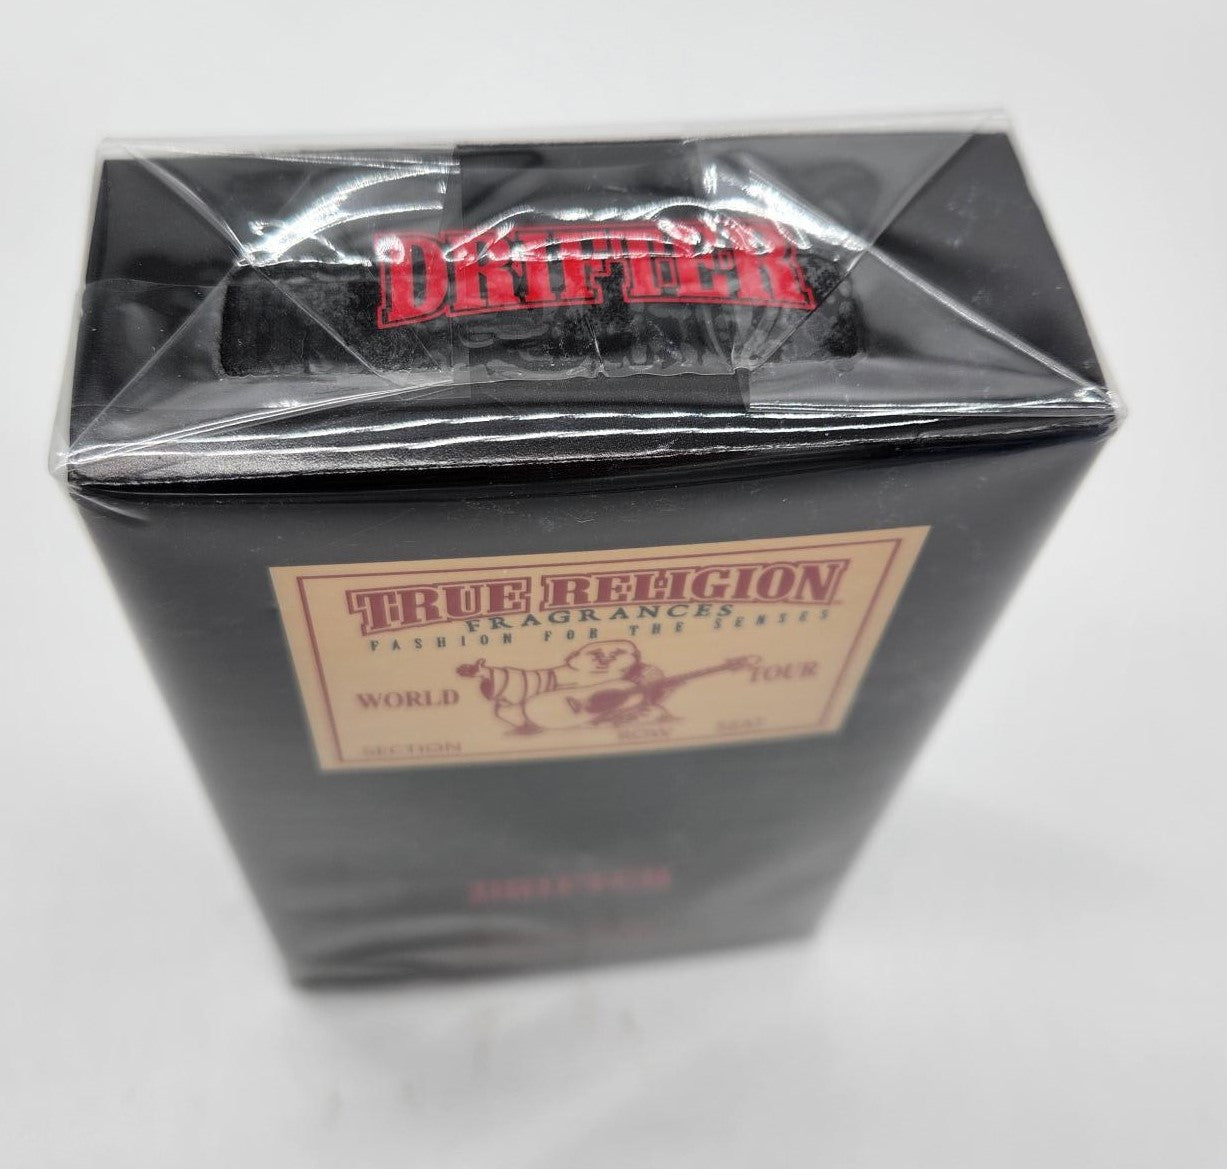 DRIFTER
TRUE RELIGION
FRAGRANCES
FASHION FOR THE SENSES
WORLD TOUR
SECTION ROW SEAT
DRIFTER